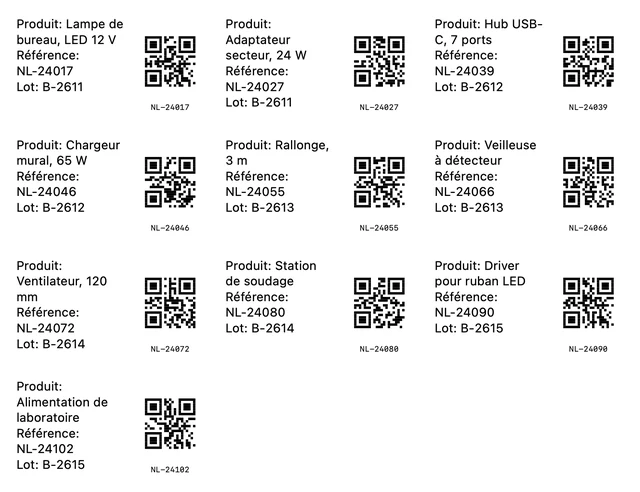 Produit: Lampe de
bureau, LED 12 V
Référence:
NL-24017
Lot: B-2611
NL-24017
Produit:
Adaptateur
secteur, 24 W
Référence:
NL-24027
Lot: B-2611
NL-24027
Produit: Hub USB-
C, 7 ports
Référence:
NL-24039
Lot: B-2612
NL-24039
Produit: Chargeur
mural, 65 W
Référence:
NL-24046
Lot: B-2612
NL-24046
Produit: Rallonge,
3 m
Référence:
NL-24055
Lot: B-2613
NL-24055
Produit: Veilleuse
à détecteur
Référence:
NL-24066
Lot: B-2613
NL-24066
Produit:
Ventilateur, 120
mm
Référence:
NL-24072
Lot: B-2614
NL-24072
Produit: Station
de soudage
Référence:
NL-24080
Lot: B-2614
NL-24080
Produit: Driver
pour ruban LED
Référence:
NL-24090
Lot: B-2615
NL-24090
Produit:
Alimentation de
laboratoire
Référence:
NL-24102
Lot: B-2615
NL-24102